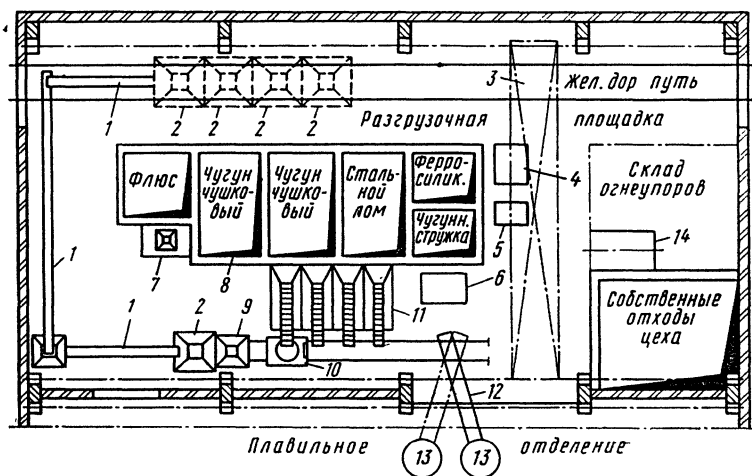 3 Жел. дор путь
1 2 2 2 2
Разгрузочная площадка
Флюс
Чугун чушко-вый
Чугун чушко-вый
Сталь-ной лом
Ферро-силик.
Чугунн. стружка
4
5
Склад огнеупоров
14
7 8 6
1
11
Собственные отходы цеха
1 2 9
10
12
Плавильное отделение
13 13